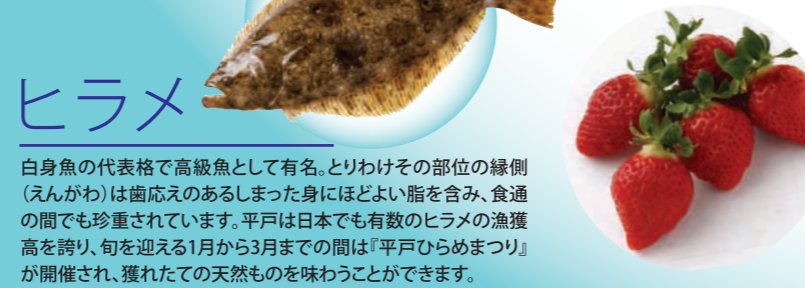 ヒラメ
白身魚の代表格で高級魚として有名。とりわけその部位の縁側
（えんがわ）は歯応えのあるしまった身にほどよい脂を含み、食通
の間でも珍重されています。平戸は日本でも有数のヒラメの漁獲
高を誇り、旬を迎える1月から3月までの間は『平戸ひらめまつり』
が開催され、獲れたての天然ものを味わうことができます。